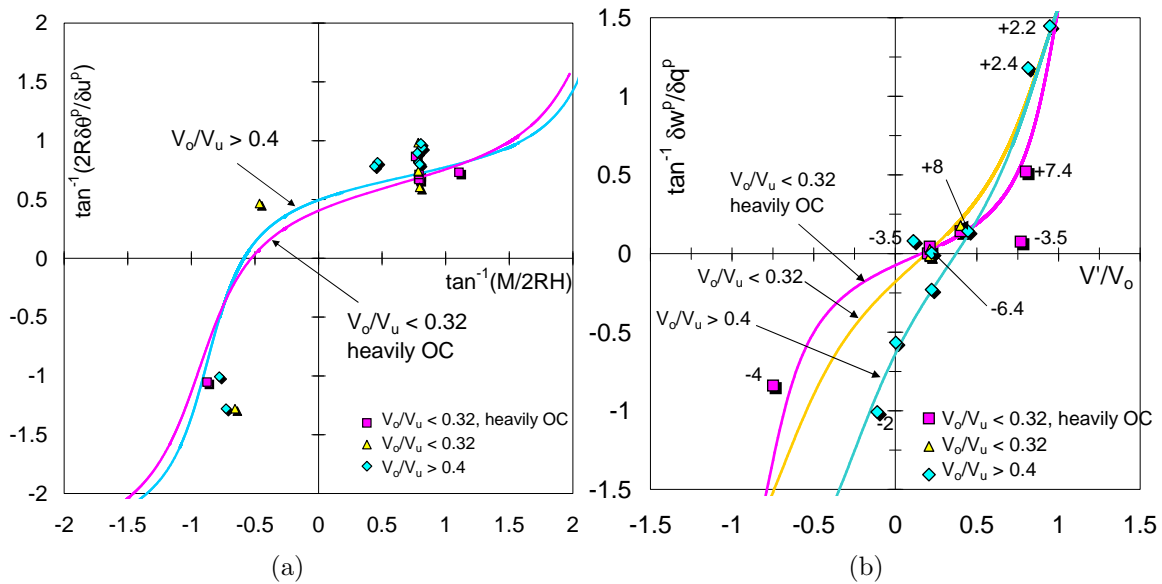 2
1.5
1
0.5
0
-0.5
-1
-1.5
-2
-2 -1.5 -1 -0.5 0 0.5 1 1.5 2
tan⁻¹(2Rδθᵖ/δuᵖ)
tan⁻¹(M/2RH)
Vₒ/Vᵤ > 0.4
Vₒ/Vᵤ < 0.32
heavily OC
Vₒ/Vᵤ < 0.32, heavily OC
Vₒ/Vᵤ < 0.32
Vₒ/Vᵤ > 0.4
(a)
1.5
1
0.5
0
-0.5
-1
-1.5
-1.5 -1 -0.5 0 0.5 1 1.5
tan⁻¹ δwᵖ/δqᵖ
V'/Vₒ
+2.2
+2.4
+8
+7.4
-3.5
-3.5
-6.4
-4
-2
Vₒ/Vᵤ < 0.32
heavily OC
Vₒ/Vᵤ < 0.32
Vₒ/Vᵤ > 0.4
Vₒ/Vᵤ < 0.32, heavily OC
Vₒ/Vᵤ < 0.32
Vₒ/Vᵤ > 0.4
(b)